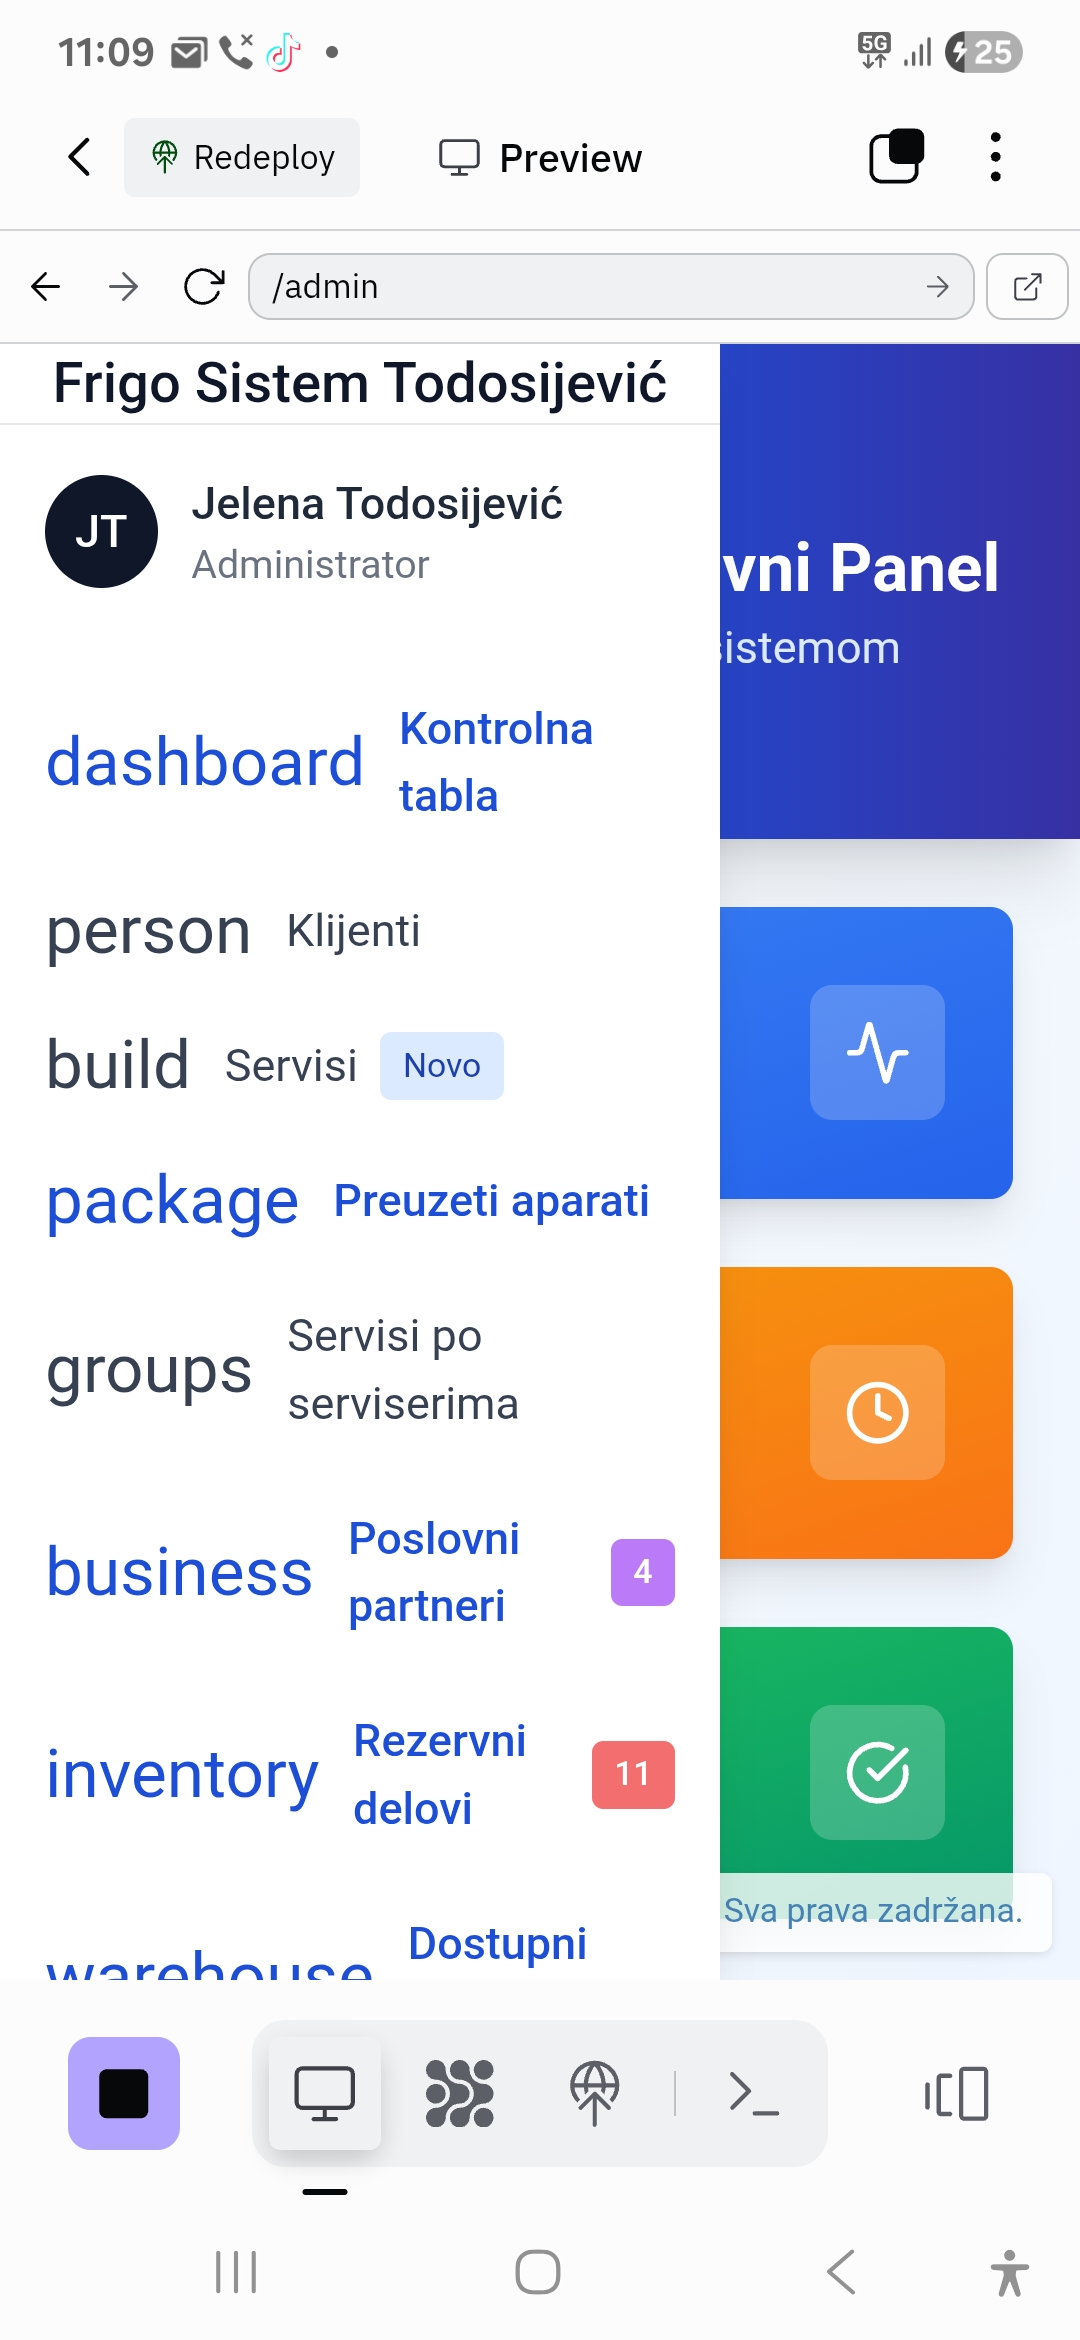 11:09
5G
25
Redeploy
Preview
/admin
Frigo Sistem Todosijević
JT
Jelena Todosijević
Administrator
vni Panel
sistemom
dashboard Kontrolna
tabla
person Klijenti
build Servisi Novo
package Preuzeti aparati
groups Servisi po
serviserima
business Poslovni
partneri 4
inventory Rezervni
delovi 11
Sva prava zadržana.
warehouse Dostupni